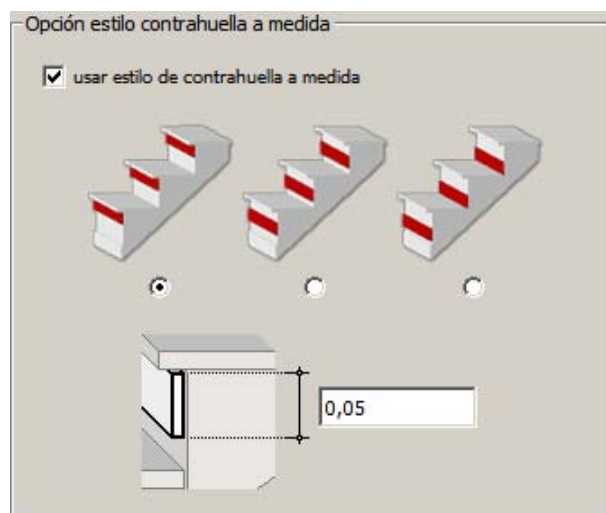 Opción estilo contrahuella a medida
usar estilo de contrahuella a medida
0,05